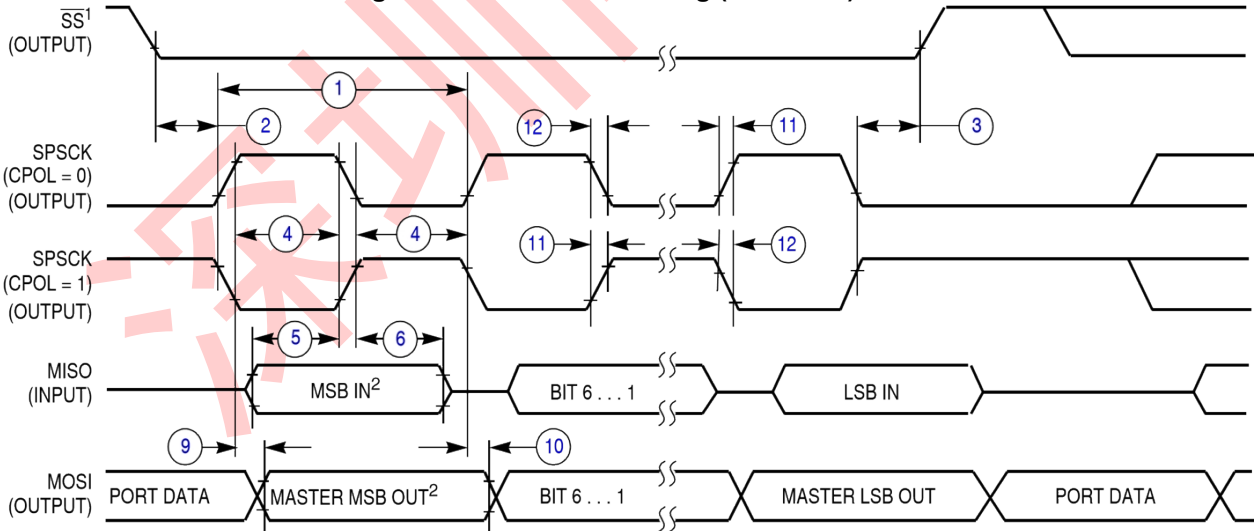 SS¹
(OUTPUT)
1
2
12
11
3
SPSCK
(CPOL = 0)
(OUTPUT)
4
4
11
12
SPSCK
(CPOL = 1)
(OUTPUT)
5
6
MISO
(INPUT)
MSB IN²
BIT 6 . . . 1
LSB IN
9
10
MOSI
(OUTPUT)
PORT DATA
MASTER MSB OUT²
BIT 6 . . . 1
MASTER LSB OUT
PORT DATA
深圳